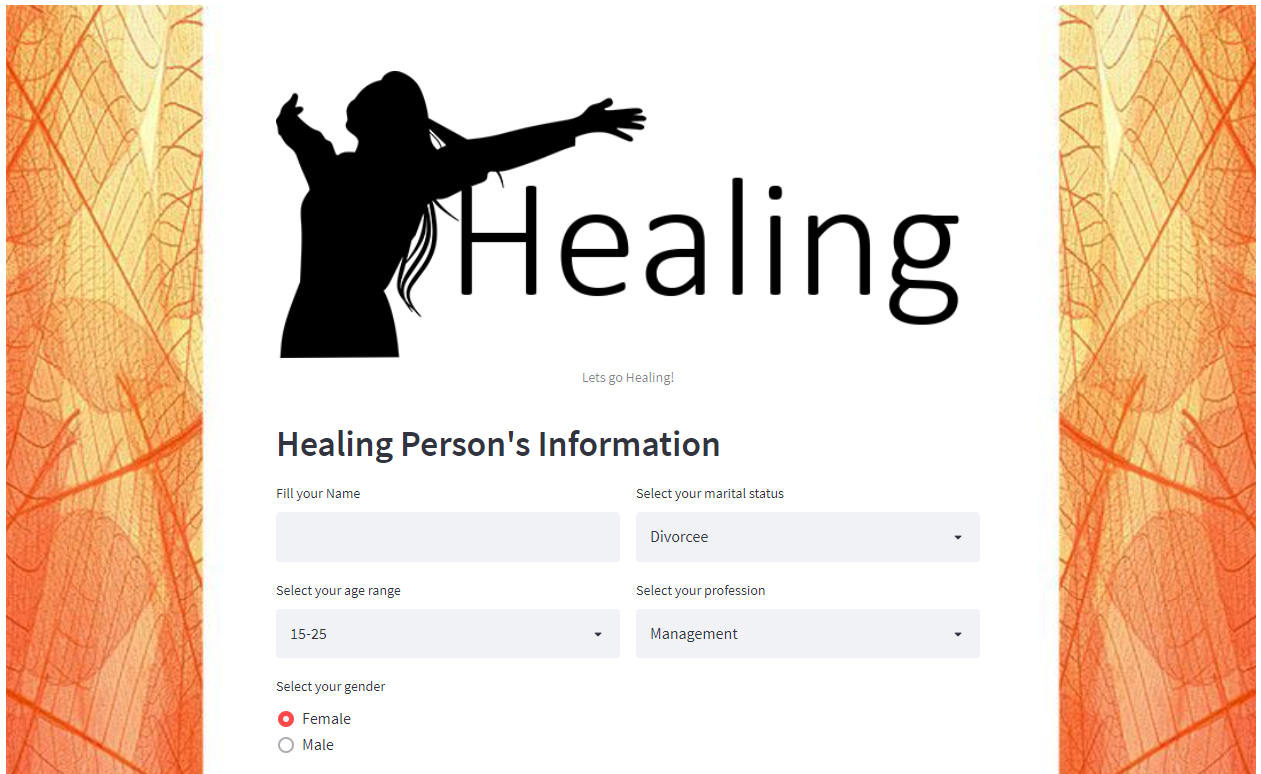 Healing
Lets go Healing!
Healing Person's Information
Fill your Name
Select your marital status
Divorcee
Select your age range
Select your profession
15-25
Management
Select your gender
Female
Male